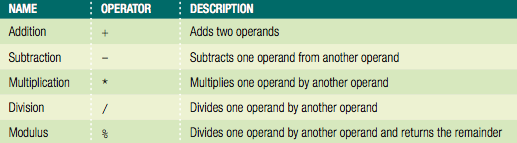 NAME OPERATOR DESCRIPTION
Addition + Adds two operands
Subtraction – Subtracts one operand from another operand
Multiplication * Multiplies one operand by another operand
Division / Divides one operand by another operand
Modulus % Divides one operand by another operand and returns the remainder